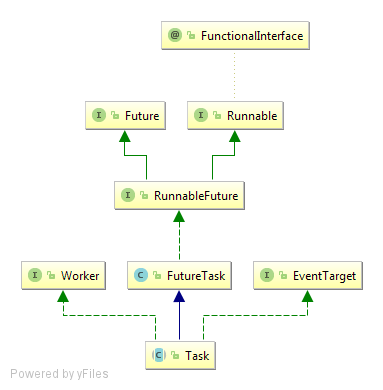 @ FunctionalInterface
I Future
I Runnable
I RunnableFuture
I Worker
C FutureTask
I EventTarget
C Task
Powered by yFiles